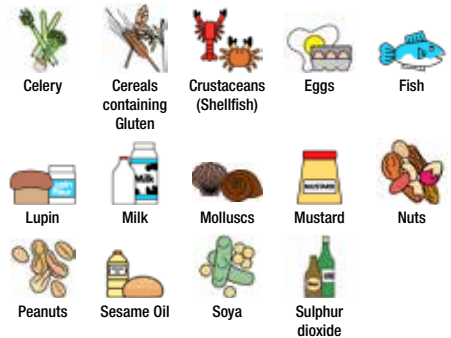 Celery
Cereals containing Gluten
Crustaceans (Shellfish)
Eggs
Fish
Lupin
Milk
Molluscs
Mustard
Nuts
Peanuts
Sesame Oil
Soya
Sulphur dioxide
Milk
MUSTARD